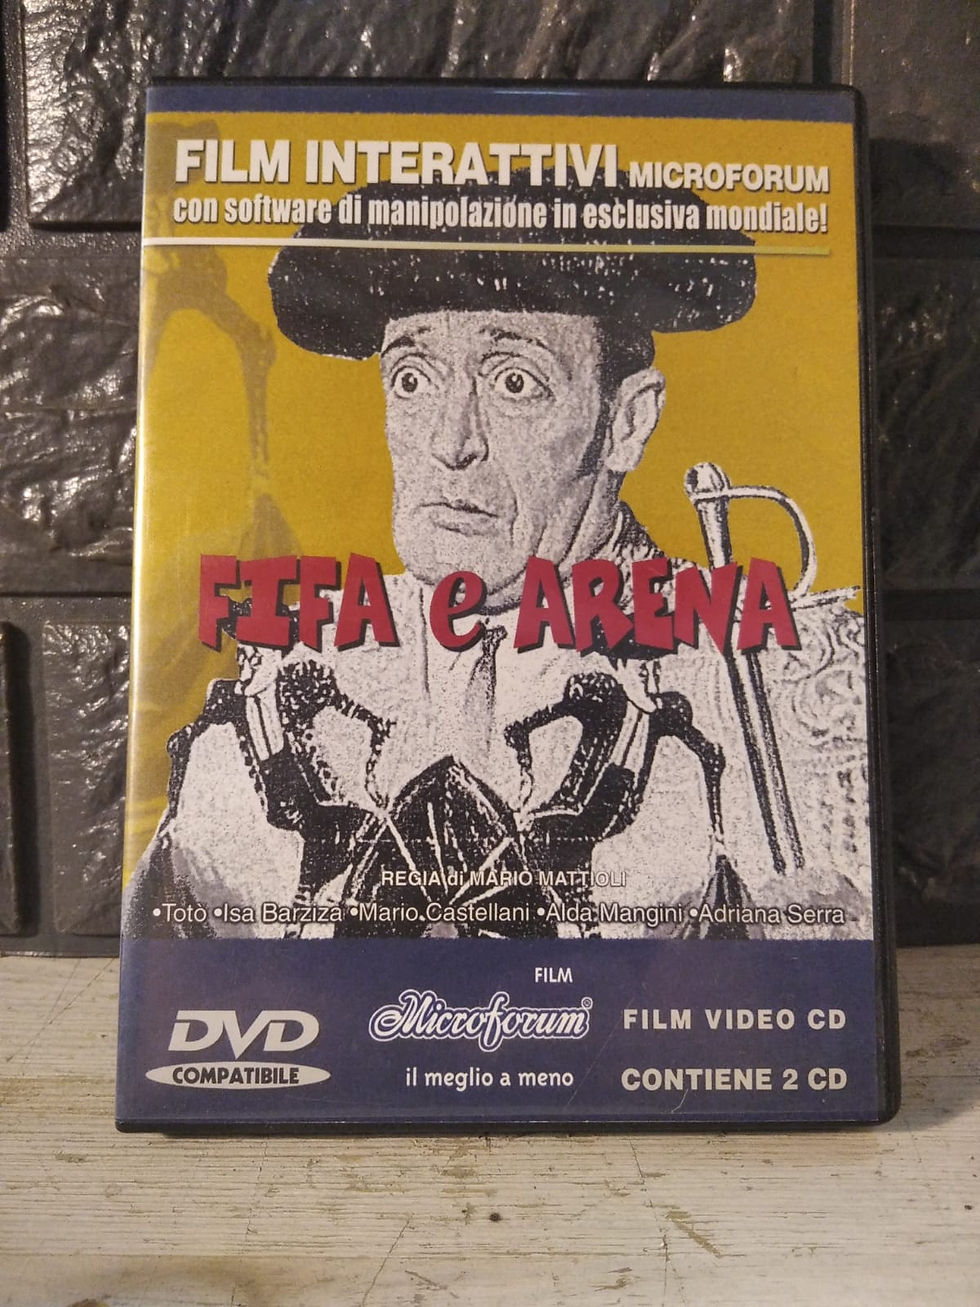 FILM INTERATTIVI MICROFORUM
con software di manipolazione in esclusiva mondiale!
FIFA e ARENA
REGIA di MARIO MATTIOLI
•Totò •Isa Barziza •Mario Castellani •Alda Mangini •Adriana Serra
DVD
COMPATIBILE
FILM
Microforum®
il meglio a meno
FILM VIDEO CD
CONTIENE 2 CD